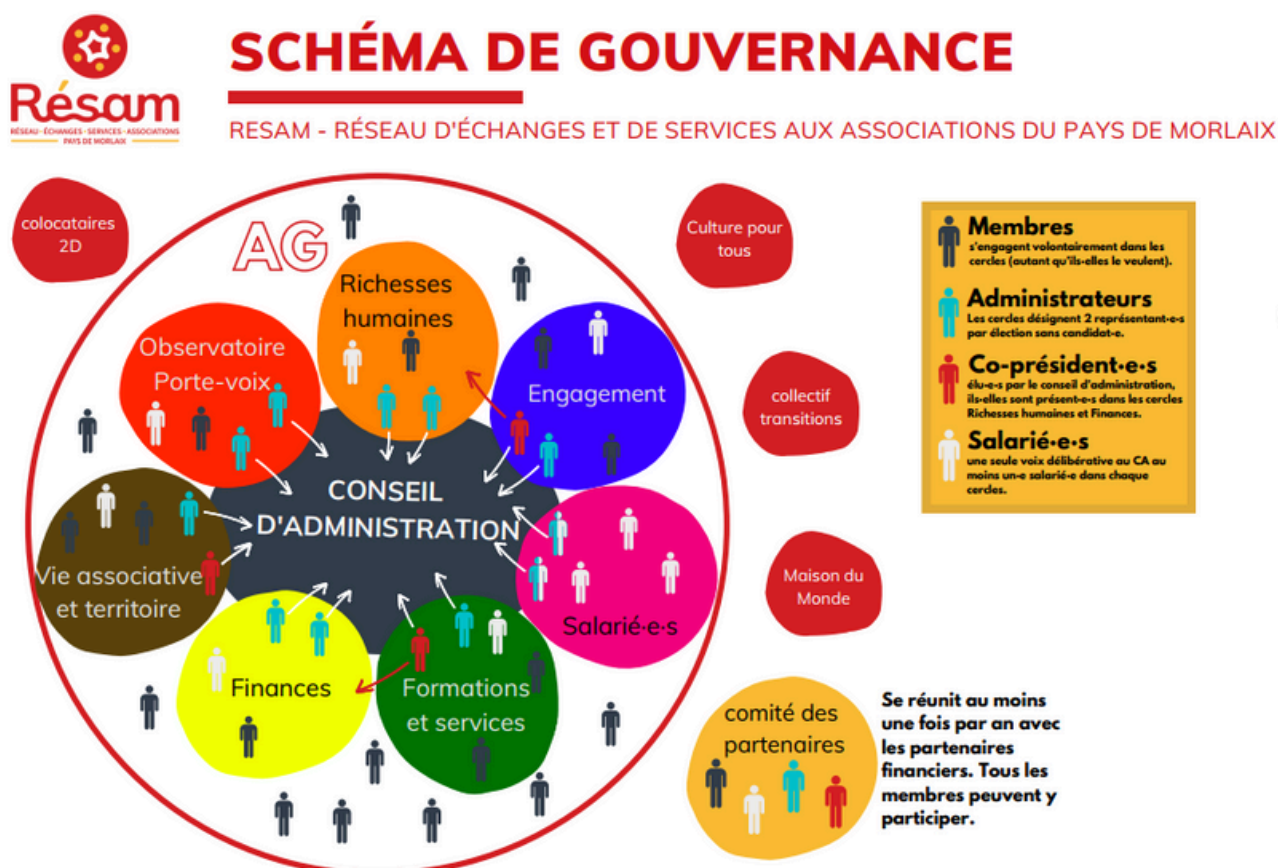 Résam
RÉSEAU - ÉCHANGES - SERVICES - ASSOCIATIONS
PAYS DE MORLAIX
SCHÉMA DE GOUVERNANCE
RESAM - RÉSEAU D'ÉCHANGES ET DE SERVICES AUX ASSOCIATIONS DU PAYS DE MORLAIX
colocataires
2D
AG
Richesses
humaines
Observatoire
Porte-voix
Engagement
CONSEIL
D'ADMINISTRATION
Vie associative
et territoire
Salarié·e·s
Finances
Formations
et services
Culture pour
tous
collectif
transitions
Maison du
Monde
Membres
s'engagent volontairement dans les
cercles (autant qu'ils-elles le veulent).
Administrateurs
Les cercles désignent 2 représentant·e·s
par élection sans candidat·e.
Co-président·e·s
élu·e·s par le conseil d'administration,
ils-elles sont présent·e·s dans les cercles
Richesses humaines et Finances.
Salarié·e·s
une seule voix délibérative au CA au
moins un·e salarié·e dans chaque
cercles.
comité des
partenaires
Se réunit au moins
une fois par an avec
les partenaires
financiers. Tous les
membres peuvent y
participer.